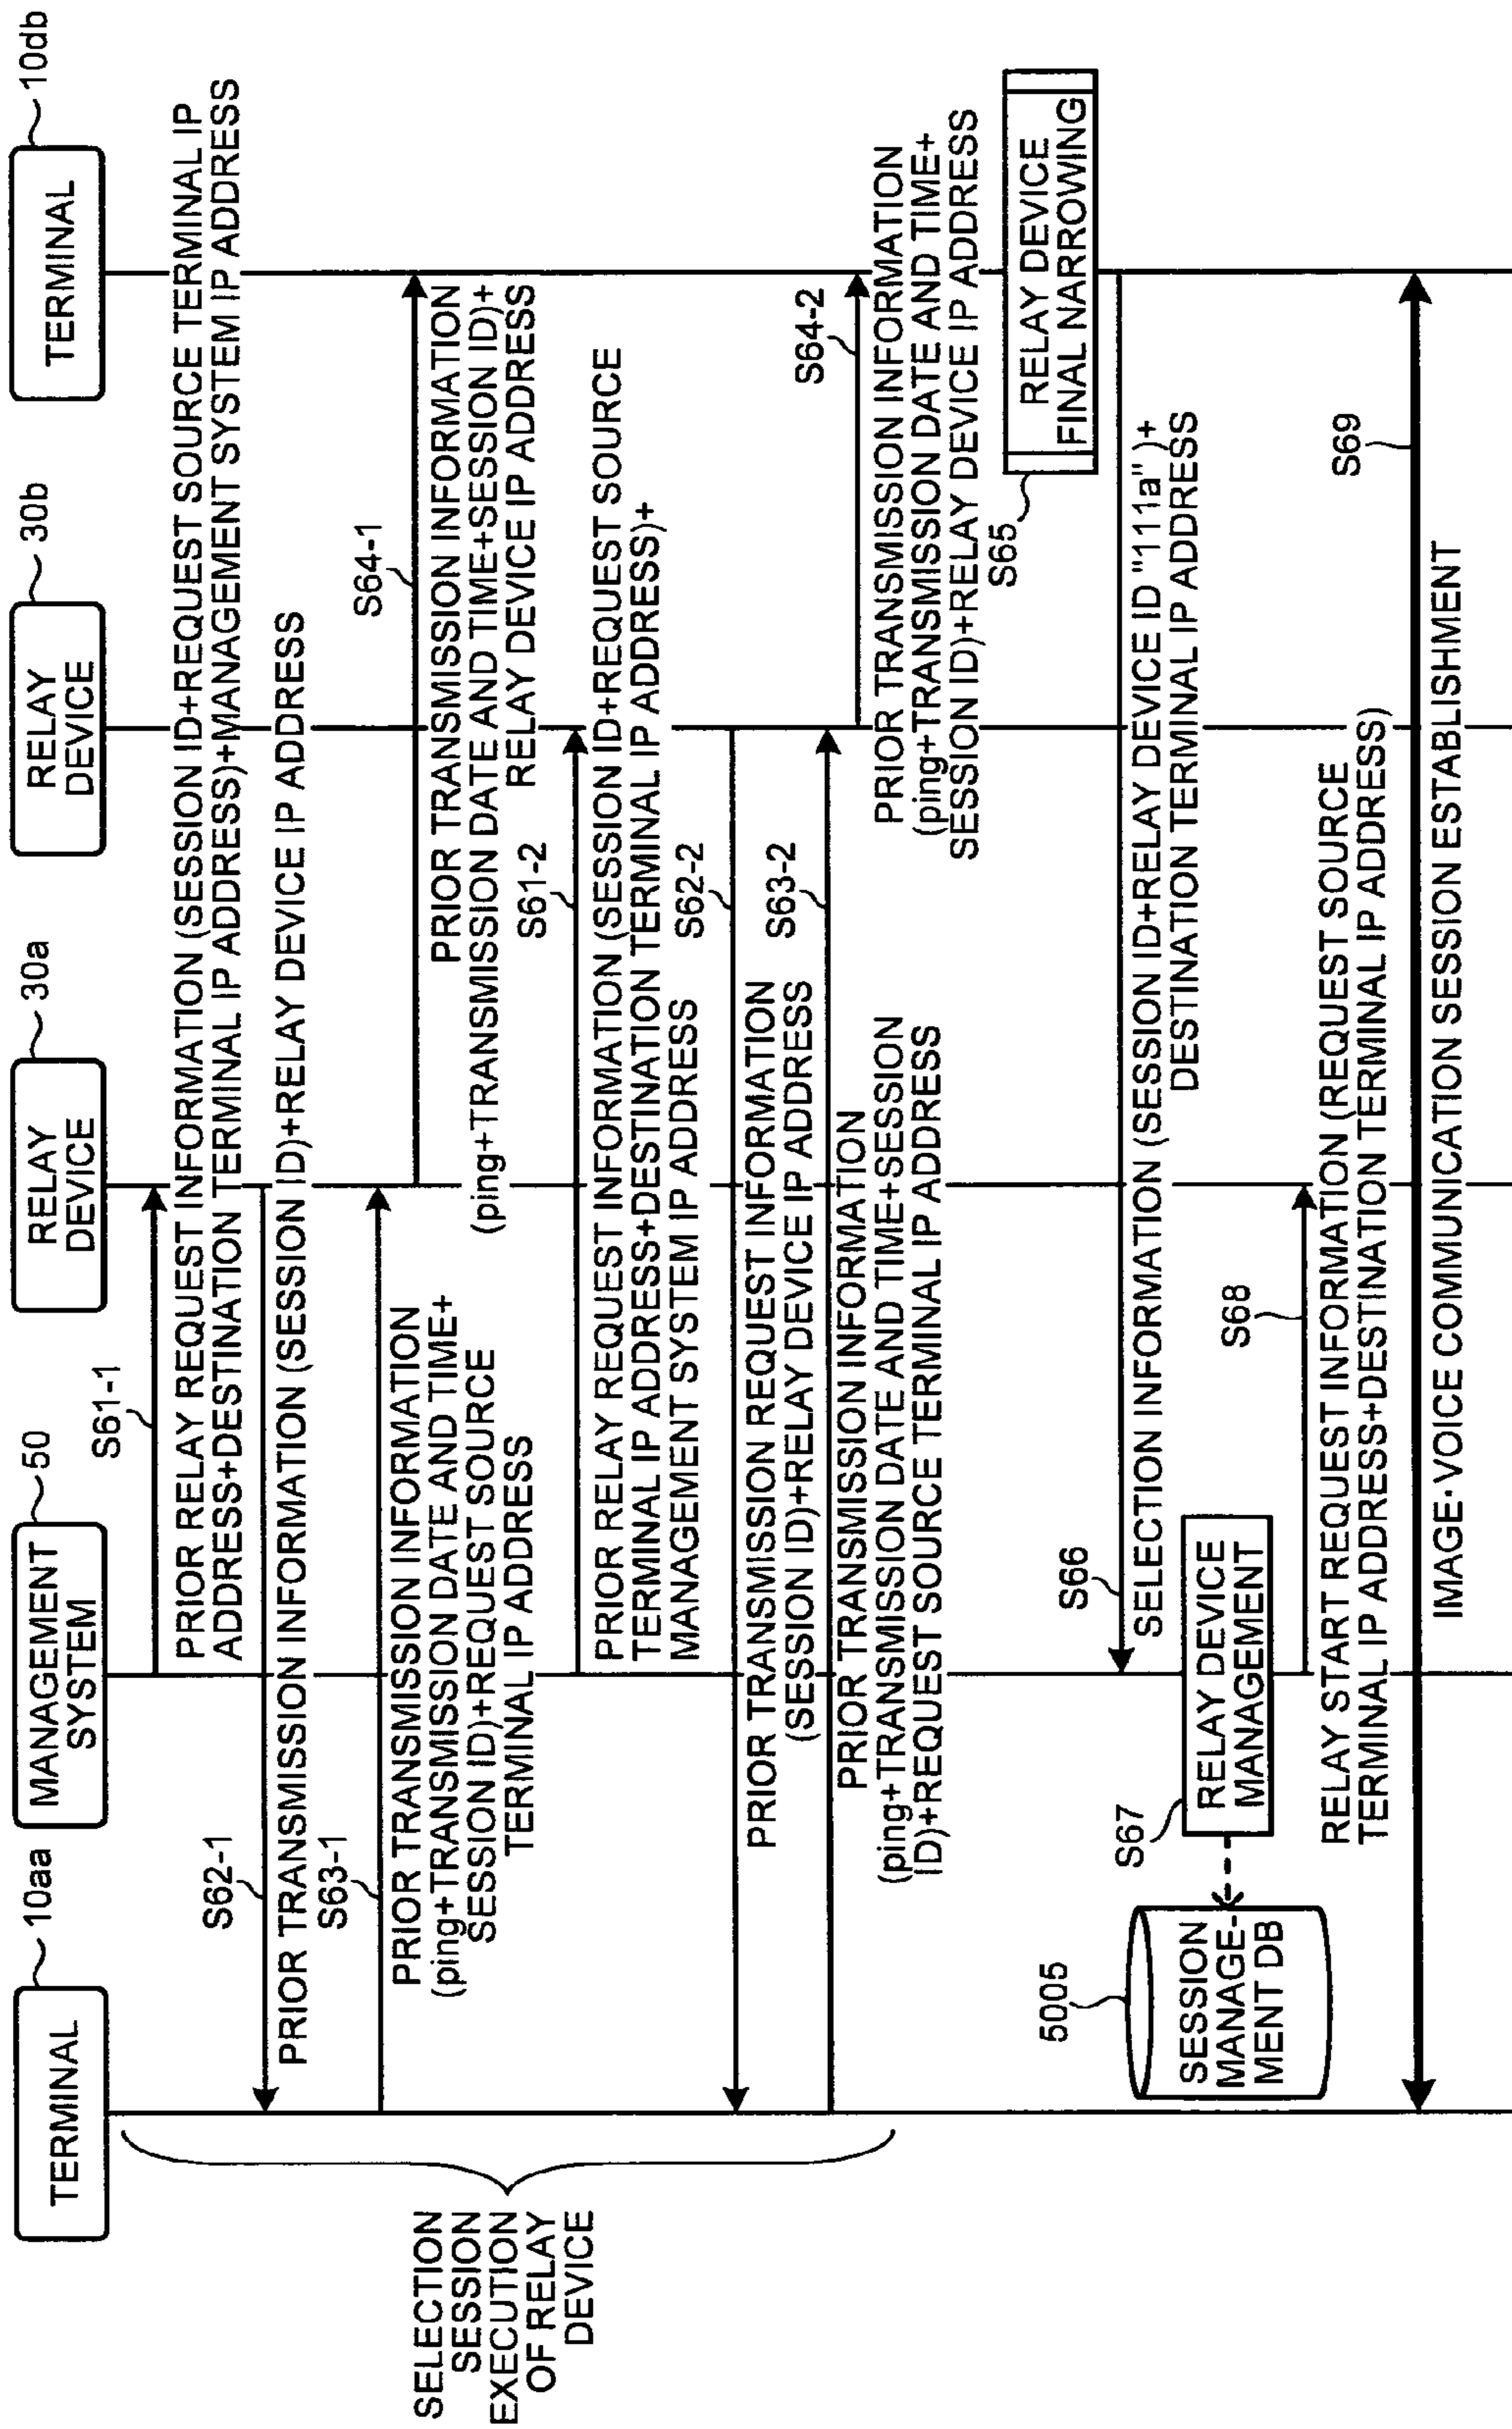 TERMINAL
10aa
MANAGEMENT
SYSTEM
50
RELAY
DEVICE
30a
RELAY
DEVICE
30b
TERMINAL
10db
SELECTION
SESSION
EXECUTION
OF RELAY
DEVICE
S61-1
PRIOR RELAY REQUEST INFORMATION (SESSION ID+REQUEST SOURCE TERMINAL IP
ADDRESS+DESTINATION TERMINAL IP ADDRESS)+MANAGEMENT SYSTEM IP ADDRESS
S62-1
PRIOR TRANSMISSION INFORMATION (SESSION ID)+RELAY DEVICE IP ADDRESS
S63-1
PRIOR TRANSMISSION INFORMATION
(ping+TRANSMISSION DATE AND TIME+
SESSION ID)+REQUEST SOURCE
TERMINAL IP ADDRESS
S64-1
PRIOR TRANSMISSION INFORMATION
(ping+TRANSMISSION DATE AND TIME+SESSION ID)+
RELAY DEVICE IP ADDRESS
S61-2
PRIOR RELAY REQUEST INFORMATION (SESSION ID+REQUEST SOURCE
TERMINAL IP ADDRESS+DESTINATION TERMINAL IP ADDRESS)+
MANAGEMENT SYSTEM IP ADDRESS
S62-2
PRIOR TRANSMISSION REQUEST INFORMATION
(SESSION ID)+RELAY DEVICE IP ADDRESS
S63-2
PRIOR TRANSMISSION INFORMATION
(ping+TRANSMISSION DATE AND TIME+SESSION
ID)+REQUEST SOURCE TERMINAL IP ADDRESS
S64-2
PRIOR TRANSMISSION INFORMATION
(ping+TRANSMISSION DATE AND TIME+
SESSION ID)+RELAY DEVICE IP ADDRESS
S65
RELAY DEVICE
FINAL NARROWING
S66
SELECTION INFORMATION (SESSION ID+RELAY DEVICE ID "111a")+
DESTINATION TERMINAL IP ADDRESS
5005
SESSION
MANAGE-
MENT DB
S67
RELAY DEVICE
MANAGEMENT
S68
RELAY START REQUEST INFORMATION (REQUEST SOURCE
TERMINAL IP ADDRESS+DESTINATION TERMINAL IP ADDRESS)
S69
IMAGE·VOICE COMMUNICATION SESSION ESTABLISHMENT